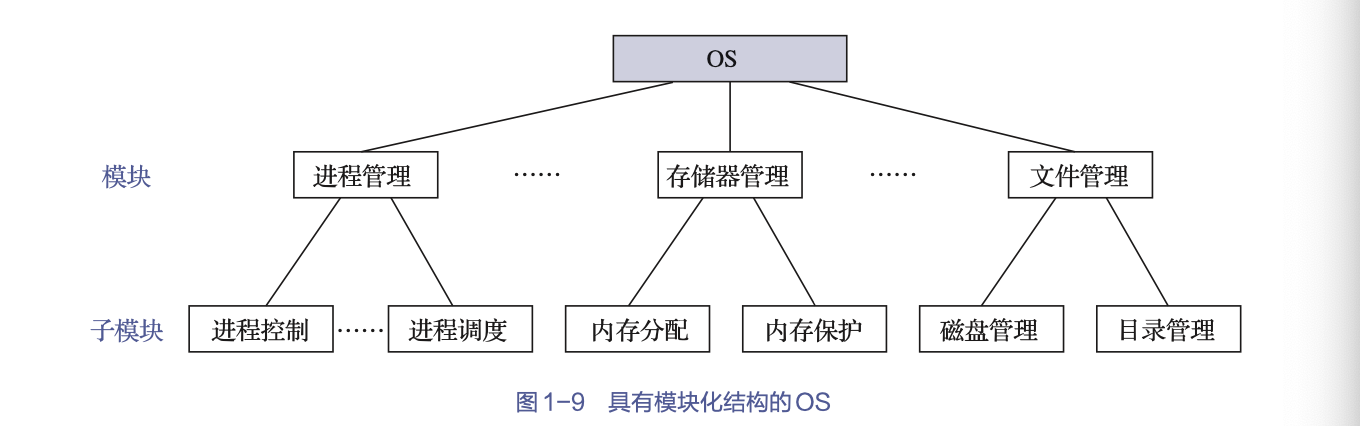 OS
模块 进程管理 …… 存储器管理 …… 文件管理
子模块 进程控制 …… 进程调度 内存分配 内存保护 磁盘管理 目录管理
图 1-9 具有模块化结构的 OS